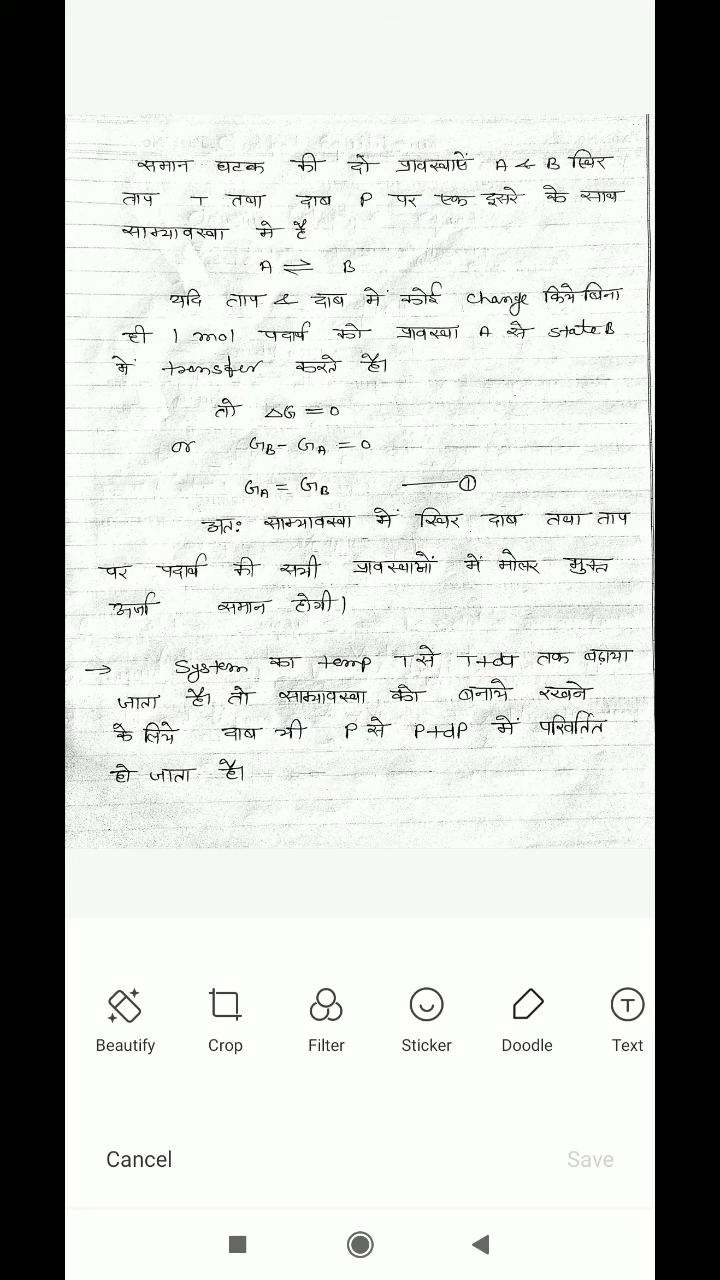 समान घटक की दो प्रावस्थाऐं A & B स्थिर
ताप T तथा दाब P पर एक दूसरे के साथ
साम्यावस्था मे है
A ⇌ B
यदि ताप & दाब में कोई change किये बिना
ही 1 mol पदार्थ को प्रावस्था A से state B
में transfer करते है।
तो ΔG = 0
or G_B - G_A = 0
G_A = G_B ——— ①
अतः साम्यावस्था में स्थिर दाब तथा ताप
पर पदार्थ की सभी प्रावस्थाओं में मोलर मुक्त
ऊर्जा समान होगी।
→ System का temp T से T+dT तक बढ़ाया
जाता है। तो साम्यावस्था को बनाये रखने
के लिये दाब भी P से P+dP में परिवर्तित
हो जाता है।
Beautify Crop Filter Sticker Doodle Text
Cancel Save